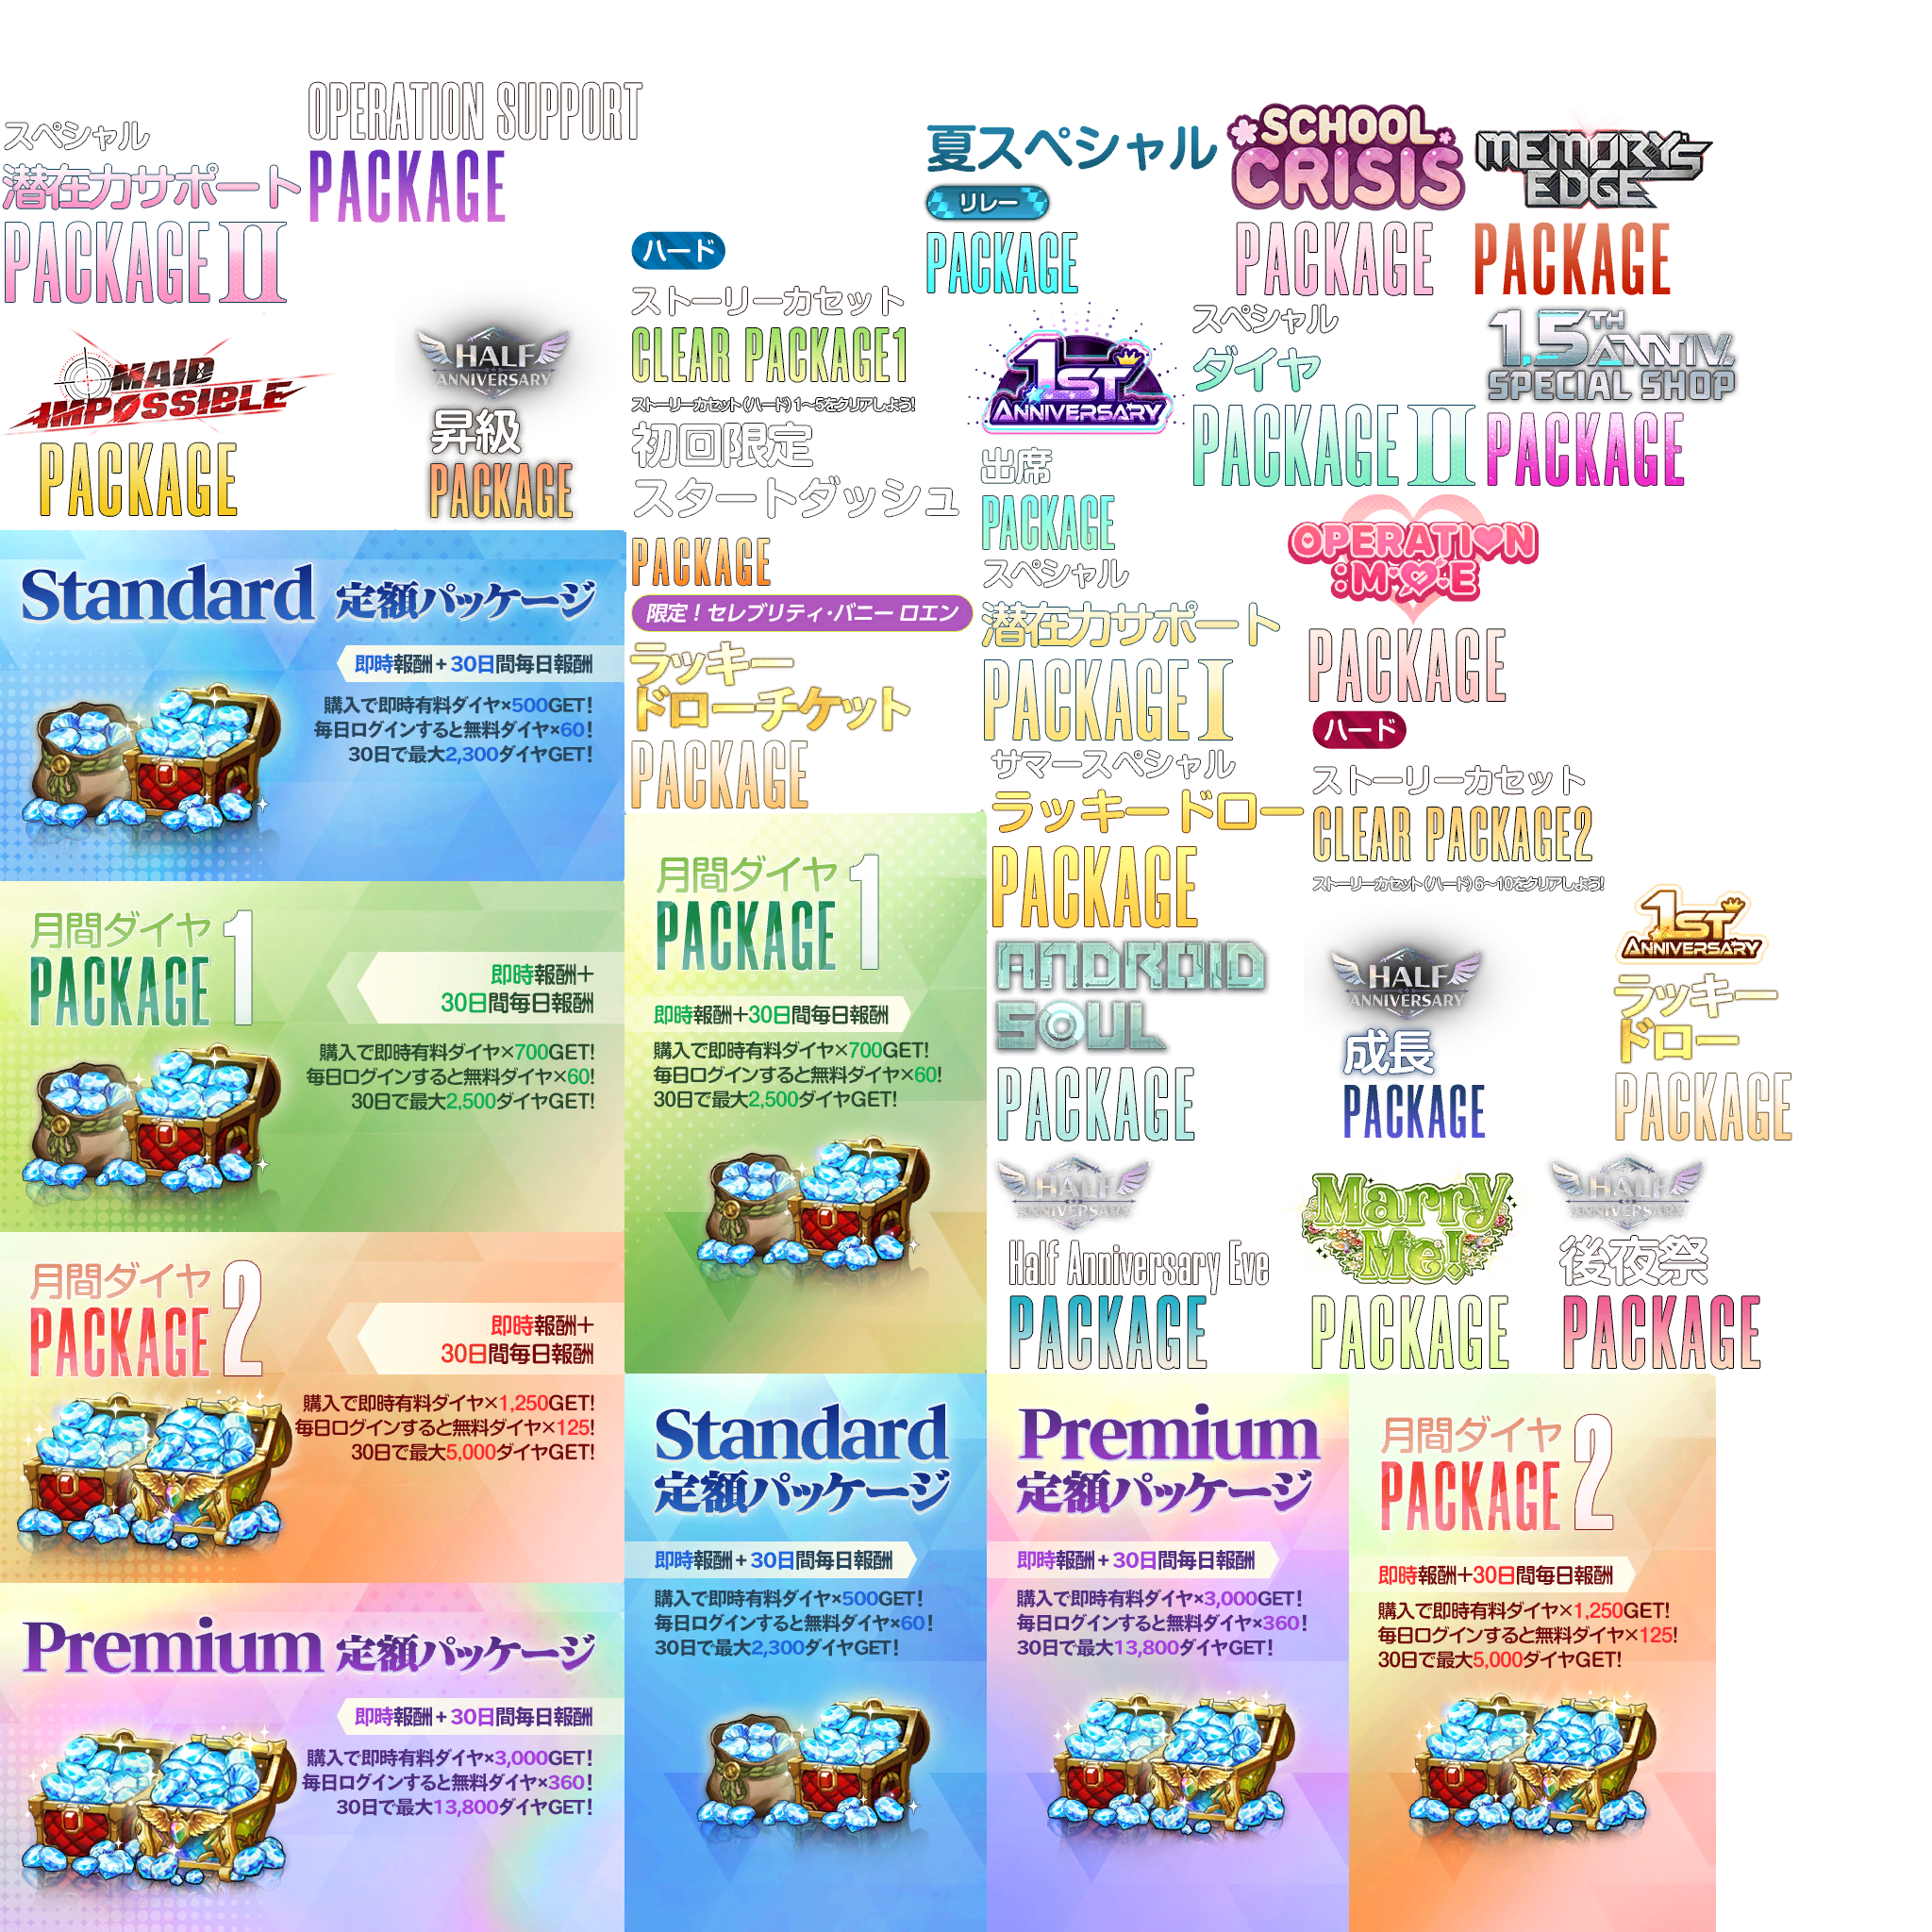 スペシャル
潜在力サポート
PACKAGE II
OPERATION SUPPORT
PACKAGE
夏スペシャル
リレー
PACKAGE
SCHOOL
CRISIS
PACKAGE
MEMORY'S
EDGE
PACKAGE
MAID
IMPOSSIBLE
PACKAGE
HALF
ANNIVERSARY
昇級
PACKAGE
ハード
ストーリーカセット
CLEAR PACKAGE1
ストーリーカセット(ハード) 1～5をクリアしよう!
初回限定
スタートダッシュ
PACKAGE
限定！セレブリティ・バニー ロエン
ラッキー
ドローチケット
PACKAGE
1ST
ANNIVERSARY
出席
PACKAGE
スペシャル
ダイヤ
PACKAGE II
1.5TH
ANNIV.
SPECIAL SHOP
PACKAGE
スペシャル
潜在力サポート
PACKAGE I
OPERATION
:MOE
PACKAGE
サマースペシャル
ラッキードロー
PACKAGE
ハード
ストーリーカセット
CLEAR PACKAGE2
ストーリーカセット(ハード) 6～10をクリアしよう!
ANDROID
SOUL
PACKAGE
HALF
ANNIVERSARY
成長
PACKAGE
1ST
ANNIVERSARY
ラッキー
ドロー
PACKAGE
HALF
ANNIVERSARY
Half Anniversary Eve
PACKAGE
Marry
Me!
PACKAGE
HALF
ANNIVERSARY
後夜祭
PACKAGE
Standard 定額パッケージ
即時報酬 + 30日間毎日報酬
購入で即時有料ダイヤ×500GET!
毎日ログインすると無料ダイヤ×60!
30日で最大2,300ダイヤGET!
月間ダイヤ
PACKAGE 1
即時報酬+
30日間毎日報酬
購入で即時有料ダイヤ×700GET!
毎日ログインすると無料ダイヤ×60!
30日で最大2,500ダイヤGET!
月間ダイヤ
PACKAGE 2
即時報酬+
30日間毎日報酬
購入で即時有料ダイヤ×1,250GET!
毎日ログインすると無料ダイヤ×125!
30日で最大5,000ダイヤGET!
Premium 定額パッケージ
即時報酬 + 30日間毎日報酬
購入で即時有料ダイヤ×3,000GET!
毎日ログインすると無料ダイヤ×360!
30日で最大13,800ダイヤGET!
月間ダイヤ
PACKAGE 1
即時報酬+30日間毎日報酬
購入で即時有料ダイヤ×700GET!
毎日ログインすると無料ダイヤ×60!
30日で最大2,500ダイヤGET!
Standard
定額パッケージ
即時報酬 + 30日間毎日報酬
購入で即時有料ダイヤ×500GET!
毎日ログインすると無料ダイヤ×60!
30日で最大2,300ダイヤGET!
Premium
定額パッケージ
即時報酬 + 30日間毎日報酬
購入で即時有料ダイヤ×3,000GET!
毎日ログインすると無料ダイヤ×360!
30日で最大13,800ダイヤGET!
月間ダイヤ
PACKAGE 2
即時報酬+30日間毎日報酬
購入で即時有料ダイヤ×1,250GET!
毎日ログインすると無料ダイヤ×125!
30日で最大5,000ダイヤGET!